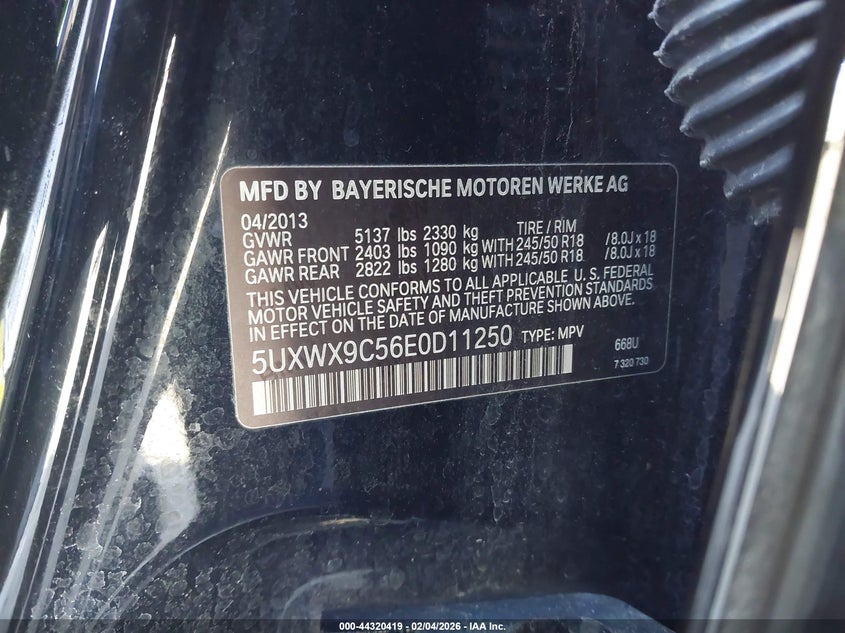 MFD BY BAYERISCHE MOTOREN WERKE AG
04/2013
GVWR 5137 lbs 2330 kg TIRE / RIM
GAWR FRONT 2403 lbs 1090 kg WITH 245/50 R18 /8.0J x 18
GAWR REAR 2822 lbs 1280 kg WITH 245/50 R18 /8.0J x 18
THIS VEHICLE CONFORMS TO ALL APPLICABLE U.S. FEDERAL
MOTOR VEHICLE SAFETY AND THEFT PREVENTION STANDARDS
IN EFFECT ON THE DATE OF MANUFACTURE SHOWN ABOVE.
5UXWX9C56E0D11250 TYPE: MPV 668U
7 320 730
000-44320419 - 02/04/2026 - IAA Inc.